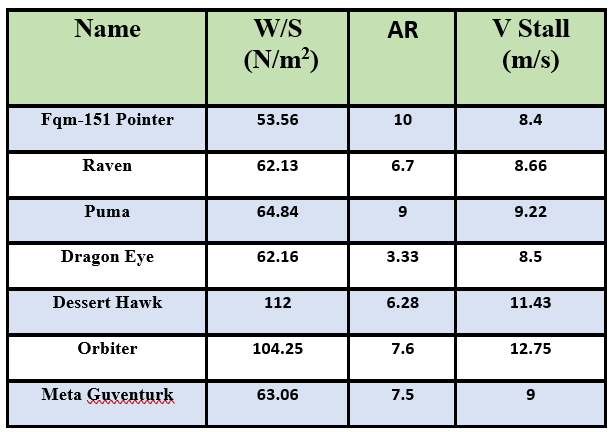 Name W/S AR V Stall
(N/m²) (m/s)
Fqm-151 Pointer 53.56 10 8.4
Raven 62.13 6.7 8.66
Puma 64.84 9 9.22
Dragon Eye 62.16 3.33 8.5
Dessert Hawk 112 6.28 11.43
Orbiter 104.25 7.6 12.75
Meta Guventurk 63.06 7.5 9